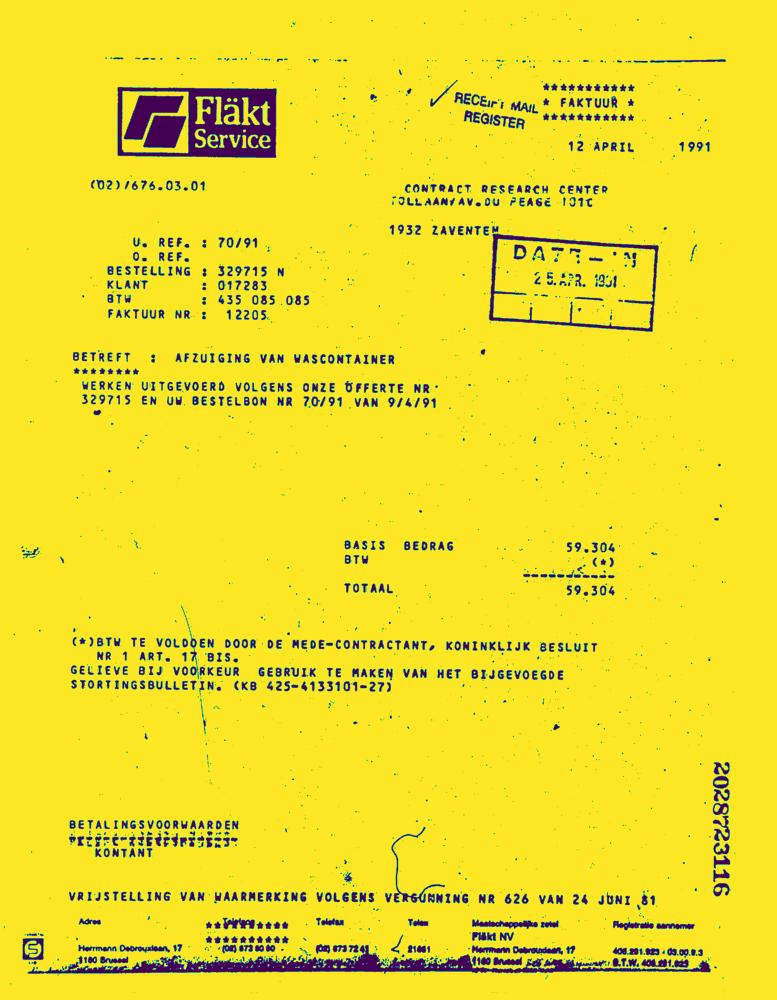 Fläkt
Service
RECEIPT MAIL
REGISTER
***********
* FAKTUUR *
***********
12 APRIL 1991
(02)/676.03.01
CONTRACT RESEARCH CENTER
TOLLAAN/AV.DU PEAGE 101C
1932 ZAVENTEM
DATE-IN
25.APR. 1991
U. REF. : 70/91
O. REF.
BESTELLING : 329715 N
KLANT : 017283
BTW : 435 085.085
FAKTUUR NR : 12205
BETREFT : AFZUIGING VAN WASCONTAINER
********
WERKEN UITGEVOERD VOLGENS ONZE OFFERTE NR.
329715 EN UW BESTELBON NR 70/91 VAN 9/4/91
BASIS BEDRAG 59.304
BTW (*)
TOTAAL 59.304
(*)BTW TE VOLDOEN DOOR DE MEDE-CONTRACTANT, KONINKLIJK BESLUIT
NR 1 ART. 17 BIS.
GELIEVE BIJ VOORKEUR GEBRUIK TE MAKEN VAN HET BIJGEVOEGDE
STORTINGSBULLETIN. (KB 425-4133101-27)
2028723116
BETALINGSVOORWAARDEN
KONTANT
VRIJSTELLING VAN WAARMERKING VOLGENS VERGUNNING NR 626 VAN 24 JUNI 81
Adres Telefoon Telefax Telex Maatschappelijke zetel Registratie aannemer
Fläkt NV
Herrmann Debrouxlaan, 17 (02) 673 80 80 (02) 673 72 41 21661 Herrmann Debrouxlaan, 17 406.291.923 - 03.00.9.3
1160 Brussel 1160 Brussel B.T.W. 406.291.923